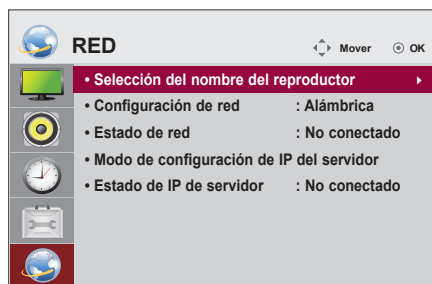 RED
Mover OK
• Selección del nombre del reproductor
• Configuración de red : Alámbrica
• Estado de red : No conectado
• Modo de configuración de IP del servidor
• Estado de IP de servidor : No conectado